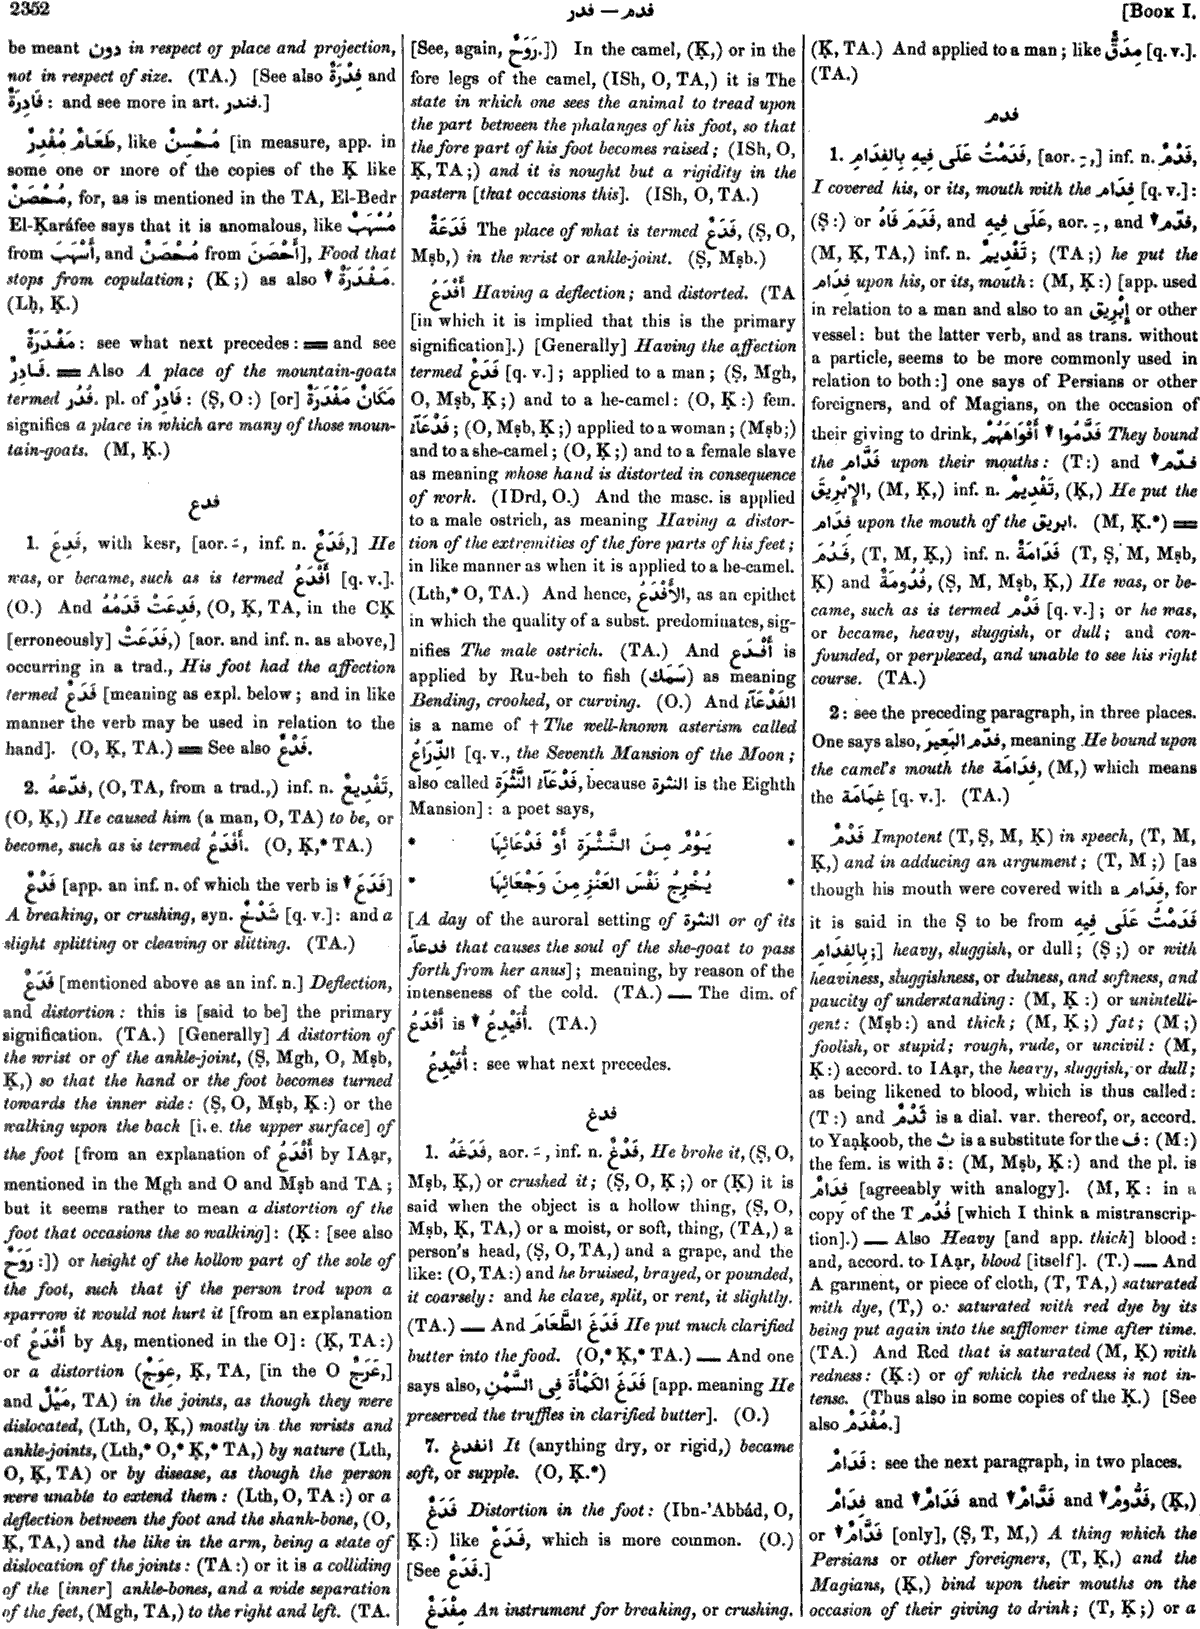 2352
فدر — فدم
[Book I.
be meant دون in respect of place and projection,
not in respect of size. (TA.) [See also فِدْرَةٌ and
فَادِرَةٌ : and see more in art. فندر.]
طَعَامٌ مُفْدِرٌ, like مُحْسِنٌ [in measure, app. in
some one or more of the copies of the Ḳ like
مُحْصَنٌ, for, as is mentioned in the TA, El-Bedr
El-Ḳaráfee says that it is anomalous, like مُسْهَبٌ
from أَسْهَبَ, and مُحْصَنٌ from أَحْصَنَ], Food that
stops from copulation; (Ḳ;) as also ↑ مَفْدَرَةٌ.
(Lḥ, Ḳ.)
مَفْدَرَةٌ : see what next precedes: ═ and see
فَادِرٌ. ═ Also A place of the mountain-goats
termed فُدُر, pl. of فَادِرٌ : (Ṣ, O:) [or] مَكَانٌ مَفْدَرَةٌ
signifies a place in which are many of those moun-
tain-goats. (M, Ḳ.)
فدع
1. فَدِعَ, with kesr, [aor. ـَ, inf. n. فَدَعٌ,] He
was, or became, such as is termed أَفْدَعُ [q. v.].
(O.) And فَدِعَتْ قَدَمُهُ, (O, Ḳ, TA, in the CḲ
[erroneously] فَدَعَتْ,) [aor. and inf. n. as above,]
occurring in a trad., His foot had the affection
termed فَدَعٌ [meaning as expl. below; and in like
manner the verb may be used in relation to the
hand]. (O, Ḳ, TA.) ═ See also فَدْعٌ.
2. فدّعهُ, (O, TA, from a trad.,) inf. n. تَفْدِيعٌ,
(O, Ḳ,) He caused him (a man, O, TA) to be, or
become, such as is termed أَفْدَعُ. (O, Ḳ,* TA.)
فَدْعٌ [app. an inf. n. of which the verb is ↑ فَدَعَ]
A breaking, or crushing, syn. شَدْخٌ [q. v.]: and a
slight splitting or cleaving or slitting. (TA.)
فَدَعٌ [mentioned above as an inf. n.] Deflection,
and distortion: this is [said to be] the primary
signification. (TA.) [Generally] A distortion of
the wrist or of the ankle-joint, (Ṣ, Mgh, O, Mṣb,
Ḳ,) so that the hand or the foot becomes turned
towards the inner side: (Ṣ, O, Mṣb, Ḳ:) or the
walking upon the back [i. e. the upper surface] of
the foot [from an explanation of أَفْدَعُ by IAạr,
mentioned in the Mgh and O and Mṣb and TA;
but it seems rather to mean a distortion of the
foot that occasions the so walking]: (Ḳ: [see also
رَوَحٌ :]) or height of the hollow part of the sole of
the foot, such that if the person trod upon a
sparrow it would not hurt it [from an explanation
of أَفْدَعُ by Aṣ, mentioned in the O]: (Ḳ, TA:)
or a distortion (عِوَجٌ, Ḳ, TA, [in the O عَرَجٌ,]
and مَيْلٌ, TA) in the joints, as though they were
dislocated, (Lth, O, Ḳ,) mostly in the wrists and
ankle-joints, (Lth,* O,* Ḳ,* TA,) by nature (Lth,
O, Ḳ, TA) or by disease, as though the person
were unable to extend them: (Lth, O, TA:) or a
deflection between the foot and the shank-bone, (O,
Ḳ, TA,) and the like in the arm, being a state of
dislocation of the joints: (TA:) or it is a colliding
of the [inner] ankle-bones, and a wide separation
of the feet, (Mgh, TA,) to the right and left. (TA.
[See, again, رَوَحٌ.]) In the camel, (Ḳ,) or in the
fore legs of the camel, (ISh, O, TA,) it is The
state in which one sees the animal to tread upon
the part between the phalanges of his foot, so that
the fore part of his foot becomes raised; (ISh, O,
Ḳ, TA;) and it is nought but a rigidity in the
pastern [that occasions this]. (ISh, O, TA.)
فَدَعَةٌ The place of what is termed فَدَعٌ, (Ṣ, O,
Mṣb,) in the wrist or ankle-joint. (Ṣ, Mṣb.)
أَفْدَعُ Having a deflection; and distorted. (TA
[in which it is implied that this is the primary
signification].) [Generally] Having the affection
termed فَدَعٌ [q. v.]; applied to a man; (Ṣ, Mgh,
O, Mṣb, Ḳ;) and to a he-camel: (O, Ḳ:) fem.
فَدْعَآءُ; (O, Mṣb, Ḳ;) applied to a woman; (Mṣb;)
and to a she-camel; (O, Ḳ;) and to a female slave
as meaning whose hand is distorted in consequence
of work. (IDrd, O.) And the masc. is applied
to a male ostrich, as meaning Having a distor-
tion of the extremities of the fore parts of his feet;
in like manner as when it is applied to a he-camel.
(Lth,* O, TA.) And hence, الأَفْدَعُ, as an epithet
in which the quality of a subst. predominates, sig-
nifies The male ostrich. (TA.) And أَفْدَع is
applied by Ru-beh to fish (سَمَك) as meaning
Bending, crooked, or curving. (O.) And الفَدْعَآءُ
is a name of † The well-known asterism called
الذِّرَاعُ [q. v., the Seventh Mansion of the Moon;
also called فَدْعَآءُ النَّثْرَةِ, because النثرة is the Eighth
Mansion]: a poet says,
* يَوْمٌ مِنَ النَّثْرَةِ أَوْ فَدْعَائِهَا *
* يُخْرِجُ نَفْسَ العَنْزِ مِنَ وَجْعَائِهَا *
[A day of the auroral setting of النثرة or of its
فدعآء that causes the soul of the she-goat to pass
forth from her anus]; meaning, by reason of the
intenseness of the cold. (TA.) — The dim. of
أَفْدَعُ is ↑ أُفَيْدِعُ. (TA.)
أُفَيْدِعُ : see what next precedes.
فدغ
1. فَدَغَهُ, aor. ـَ, inf. n. فَدْغٌ, He broke it, (Ṣ, O,
Mṣb, Ḳ,) or crushed it; (Ṣ, O, Ḳ;) or (Ḳ) it is
said when the object is a hollow thing, (Ṣ, O,
Mṣb, Ḳ, TA,) or a moist, or soft, thing, (TA,) a
person's head, (Ṣ, O, TA,) and a grape, and the
like: (O, TA:) and he bruised, brayed, or pounded,
it coarsely: and he clave, split, or rent, it slightly.
(TA.) — And فَدَغَ الطَّعَامَ He put much clarified
butter into the food. (O,* Ḳ,* TA.) — And one
says also, فَدَغَ الكَمْأَةَ فِى السَّمْنِ [app. meaning He
preserved the truffles in clarified butter]. (O.)
7. انفدغ It (anything dry, or rigid,) became
soft, or supple. (O, Ḳ.*)
فَدَغٌ Distortion in the foot: (Ibn-'Abbád, O,
Ḳ:) like فَدَعٌ, which is more common. (O.)
[See فَدَعٌ.]
مِفْدَغٌ An instrument for breaking, or crushing.
(Ḳ, TA.) And applied to a man; like مِدَقٌّ [q. v.].
(TA.)
فدم
1. فَدَمْتُ عَلَى فِيهِ بِالفِدَامِ, [aor. ـِ,] inf. n. فَدْمٌ,
I covered his, or its, mouth with the فِدَام [q. v.]:
(Ṣ:) or فَدَمَ فَاهُ, and عَلَى فِيهِ, aor. ـِ, and ↑ فدّم,
(M, Ḳ, TA,) inf. n. تَفْدِيمٌ; (TA;) he put the
فدام upon his, or its, mouth: (M, Ḳ:) [app. used
in relation to a man and also to an إِبْرِيق or other
vessel: but the latter verb, and as trans. without
a particle, seems to be more commonly used in
relation to both:] one says of Persians or other
foreigners, and of Magians, on the occasion of
their giving to drink, ↑ فَدَّمُوا أَفْوَاهَهُمْ They bound
the فَدَّام upon their mouths: (T:) and ↑ فدّم
الإِبْرِيقَ, (M, Ḳ,) inf. n. تَفْدِيمٌ, (Ḳ,) He put the
فدام upon the mouth of the ابريق. (M, Ḳ.*) ═
فَدُمَ, (T, M, Ḳ,) inf. n. فَدَامَةٌ (T, Ṣ, M, Mṣb,
Ḳ) and فُدُومَةٌ, (Ṣ, M, Mṣb, Ḳ,) He was, or be-
came, such as is termed فَدْم [q. v.]; or he was,
or became, heavy, sluggish, or dull; and con-
founded, or perplexed, and unable to see his right
course. (TA.)
2: see the preceding paragraph, in three places.
One says also, فدّم البَعِيرَ, meaning He bound upon
the camel's mouth the فِدَامَة, (M,) which means
the غِمَامَة [q. v.]. (TA.)
فَدْمٌ Impotent (T, Ṣ, M, Ḳ) in speech, (T, M,
Ḳ,) and in adducing an argument; (T, M;) [as
though his mouth were covered with a فِدَام, for
it is said in the Ṣ to be from فَدَمْتُ عَلَى فِيهِ
بِالفِدَامِ;] heavy, sluggish, or dull; (Ṣ;) or with
heaviness, sluggishness, or dulness, and softness, and
paucity of understanding: (M, Ḳ:) or unintelli-
gent: (Mṣb:) and thick; (M, Ḳ;) fat; (M;)
foolish, or stupid; rough, rude, or uncivil: (M,
Ḳ:) accord. to IAạr, the heavy, sluggish, or dull;
as being likened to blood, which is thus called:
(T:) and ثَدْمٌ is a dial. var. thereof, or, accord.
to Yaạḳoob, the ث is a substitute for the ف: (M:)
the fem. is with ة: (M, Mṣb, Ḳ:) and the pl. is
فِدَامٌ [agreeably with analogy]. (M, Ḳ: in a
copy of the T فُدُمٌ [which I think a mistranscrip-
tion].) — Also Heavy [and app. thick] blood:
and, accord. to IAạr, blood [itself]. (T.) — And
A garment, or piece of cloth, (T, TA,) saturated
with dye, (T,) or saturated with red dye by its
being put again into the safflower time after time.
(TA.) And Red that is saturated (M, Ḳ) with
redness: (Ḳ:) or of which the redness is not in-
tense. (Thus also in some copies of the Ḳ.) [See
also مُفْدَمٌ.]
فَدَامٌ : see the next paragraph, in two places.
فِدَامٌ and ↑ فَدَامٌ and ↑ فَدَّامٌ and ↑ فَدُّومٌ, (Ḳ,)
or ↑ فَدَّامٌ [only], (Ṣ, T, M,) A thing which the
Persians or other foreigners, (T, Ḳ,) and the
Magians, (Ḳ,) bind upon their mouths on the
occasion of their giving to drink; (T, Ḳ;) or a